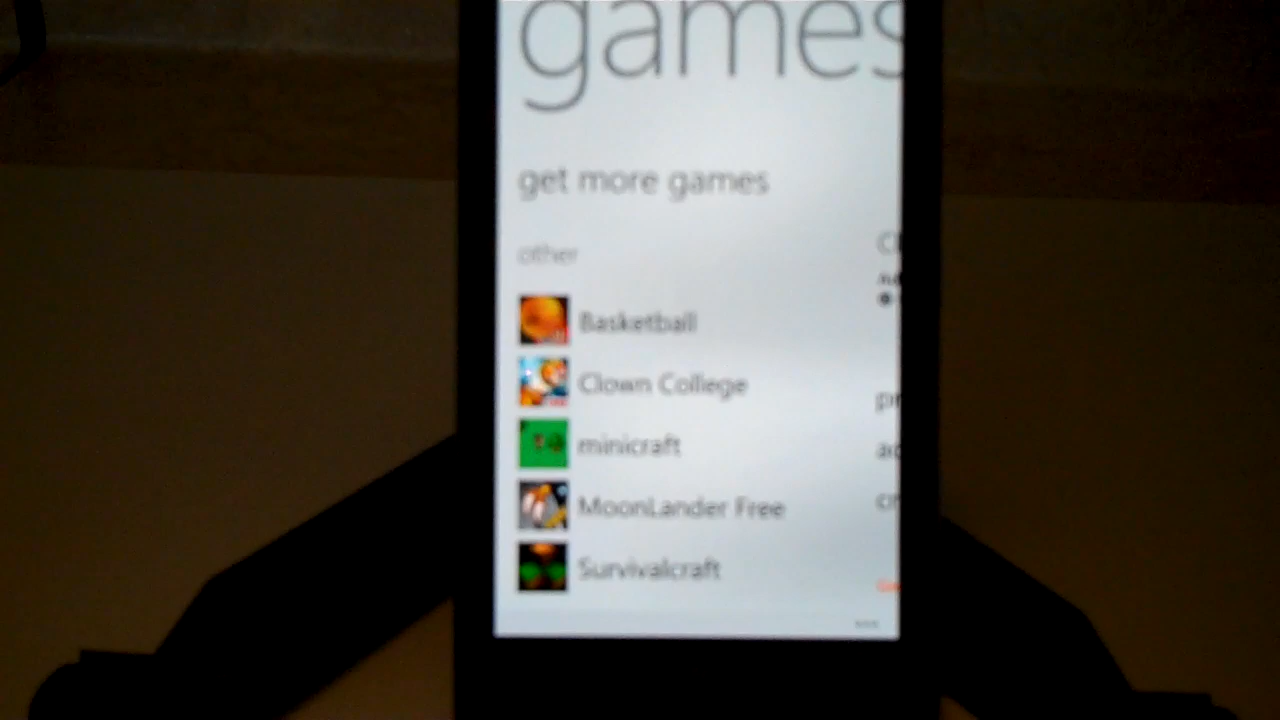 games
get more games
other
Basketball
Clown College
minicraft
MoonLander Free
Survivalcraft